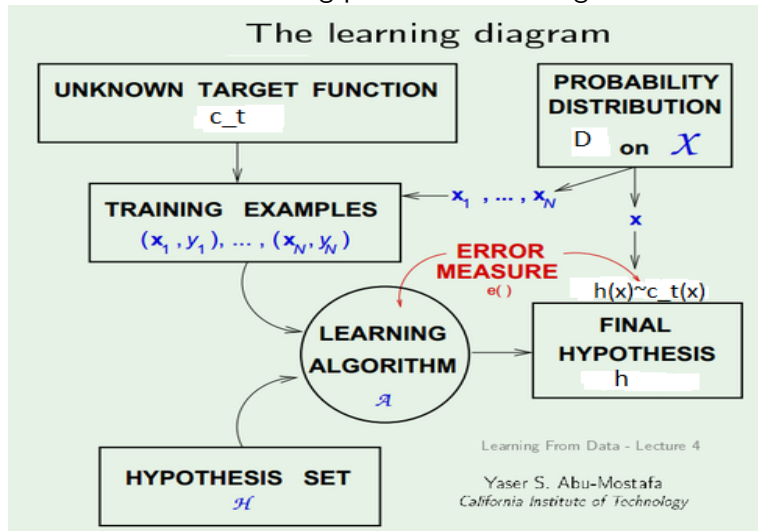 The learning diagram
UNKNOWN TARGET FUNCTION
c_t
PROBABILITY
DISTRIBUTION
D on X
TRAINING EXAMPLES
(x1, y1), ... , (xN, yN)
x1 , ... , xN
x
ERROR
MEASURE
e( )
h(x)~c_t(x)
LEARNING
ALGORITHM
A
FINAL
HYPOTHESIS
h
HYPOTHESIS SET
H
Learning From Data - Lecture 4
Yaser S. Abu-Mostafa
California Institute of Technology